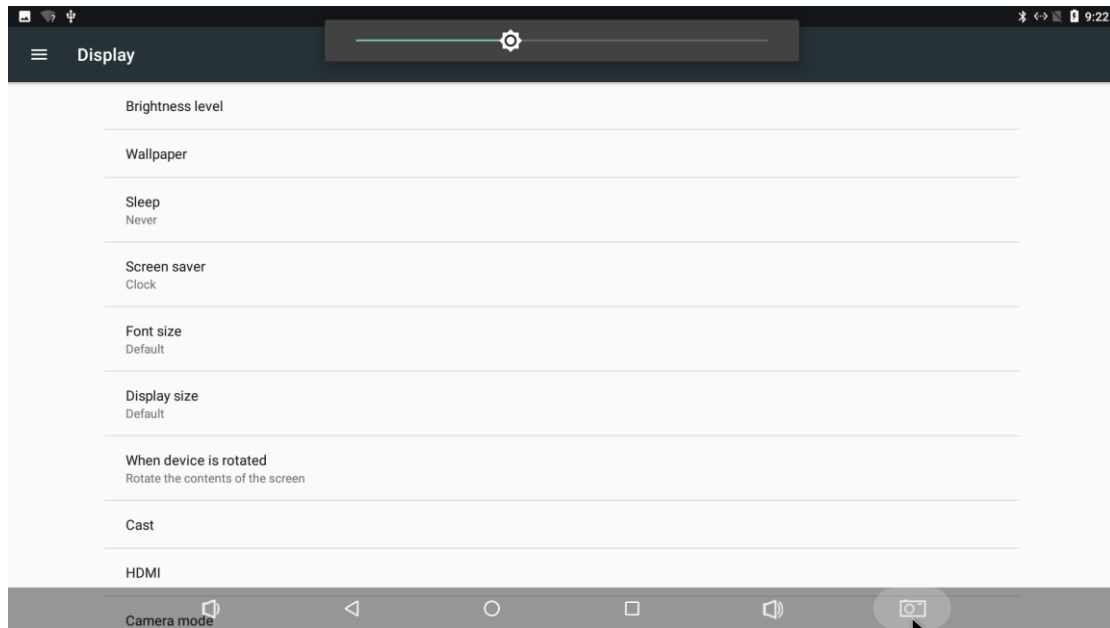 9:22
Display
Brightness level
Wallpaper
Sleep
Never
Screen saver
Clock
Font size
Default
Display size
Default
When device is rotated
Rotate the contents of the screen
Cast
HDMI
Camera mode